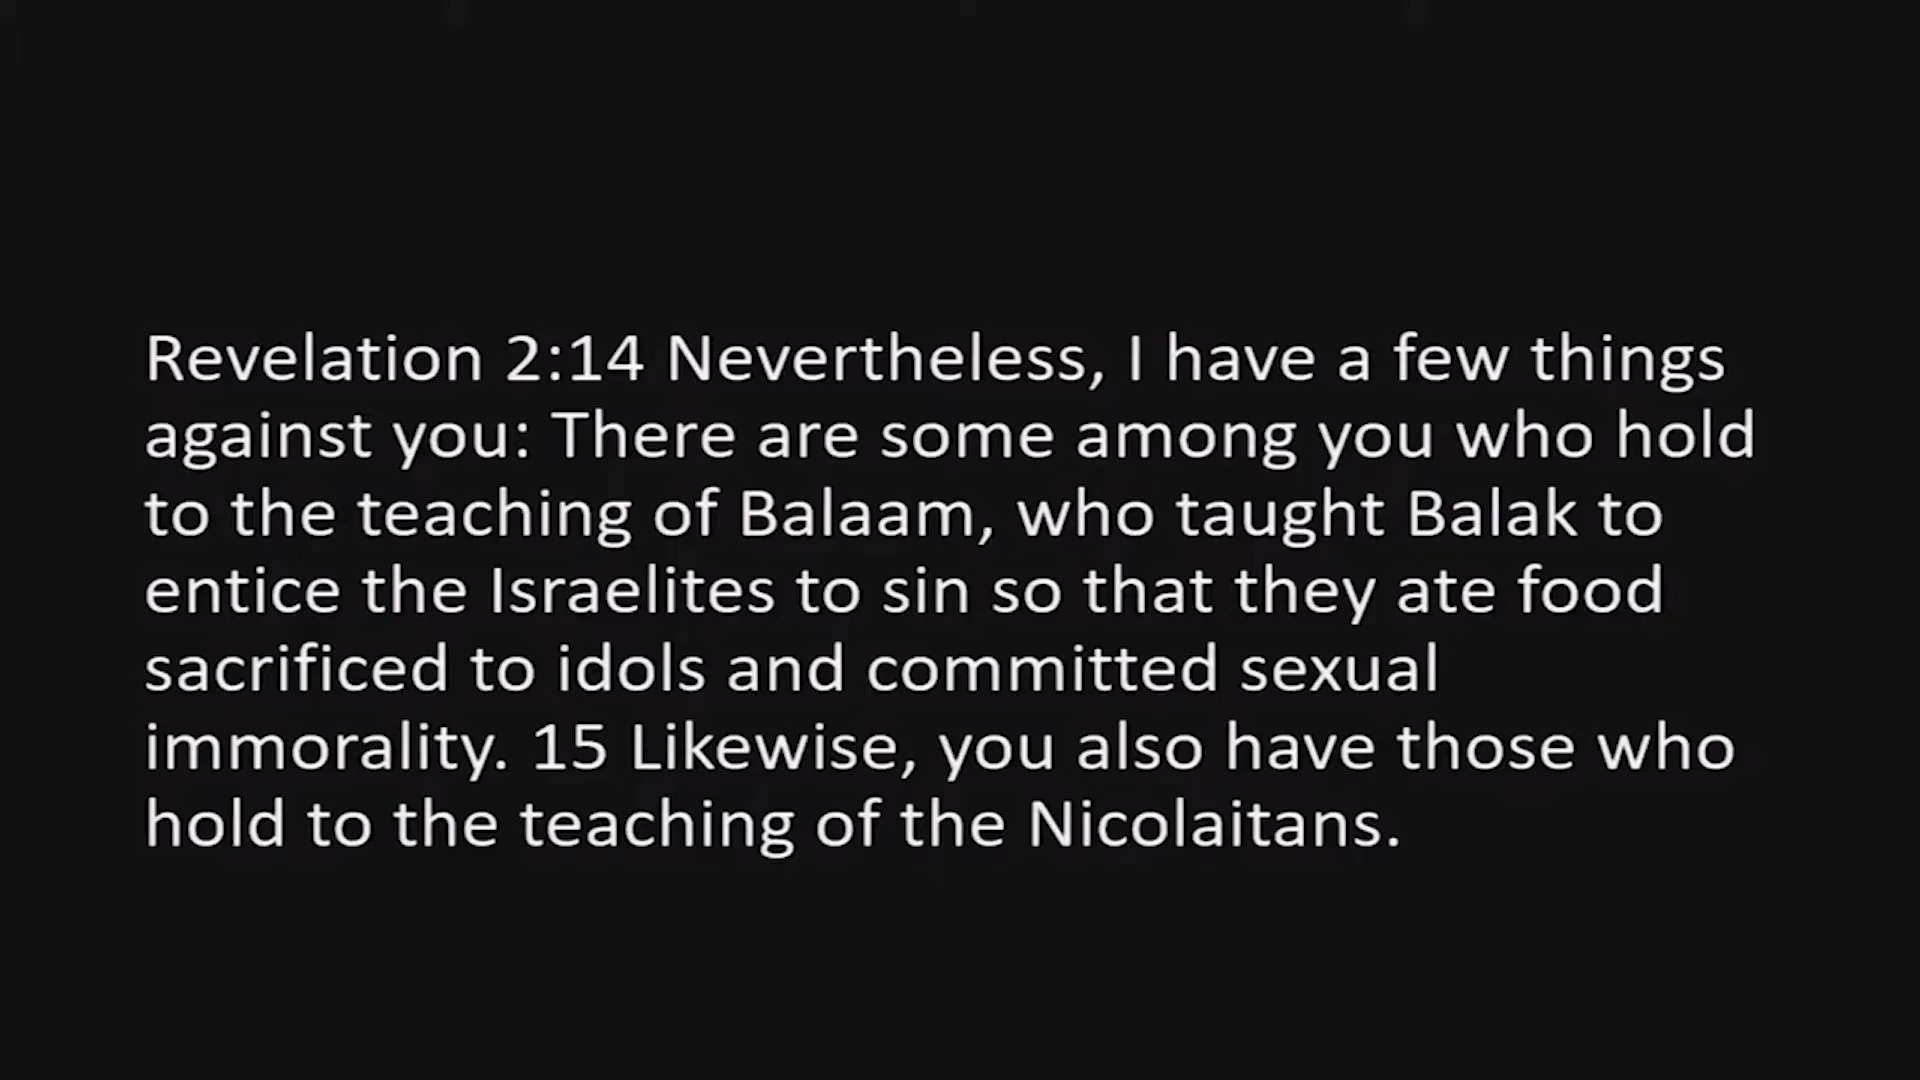 Revelation 2:14 Nevertheless, I have a few things
against you: There are some among you who hold
to the teaching of Balaam, who taught Balak to
entice the Israelites to sin so that they ate food
sacrificed to idols and committed sexual
immorality. 15 Likewise, you also have those who
hold to the teaching of the Nicolaitans.